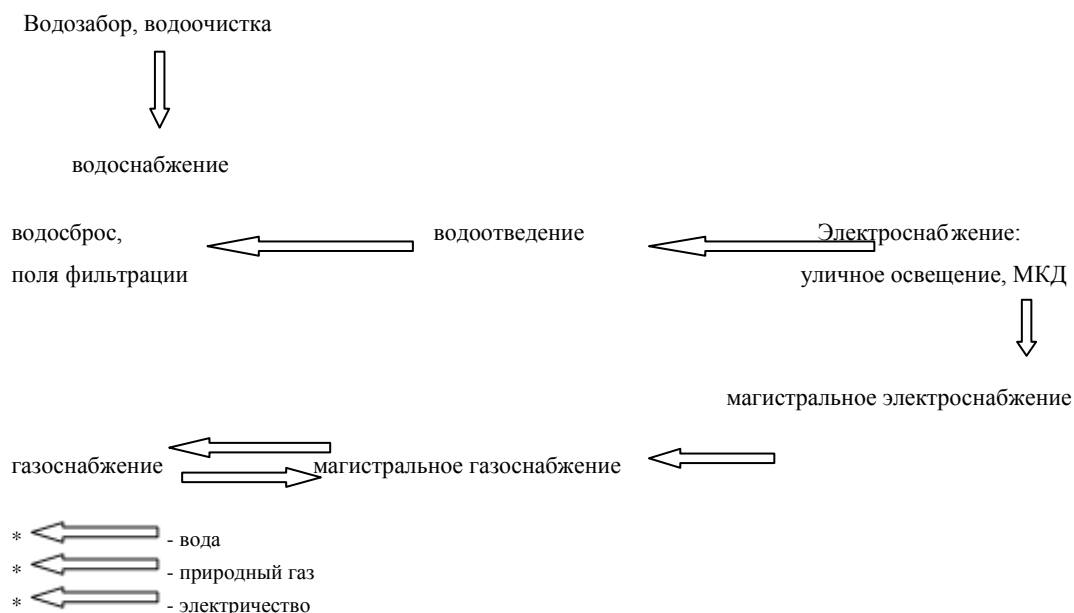 Водозабор, водоочистка
водоснабжение
водосброс, водоотведение Электроснабжение:
поля фильтрации уличное освещение, МКД
магистральное электроснабжение
газоснабжение магистральное газоснабжение
* - вода
* - природный газ
* - электричество